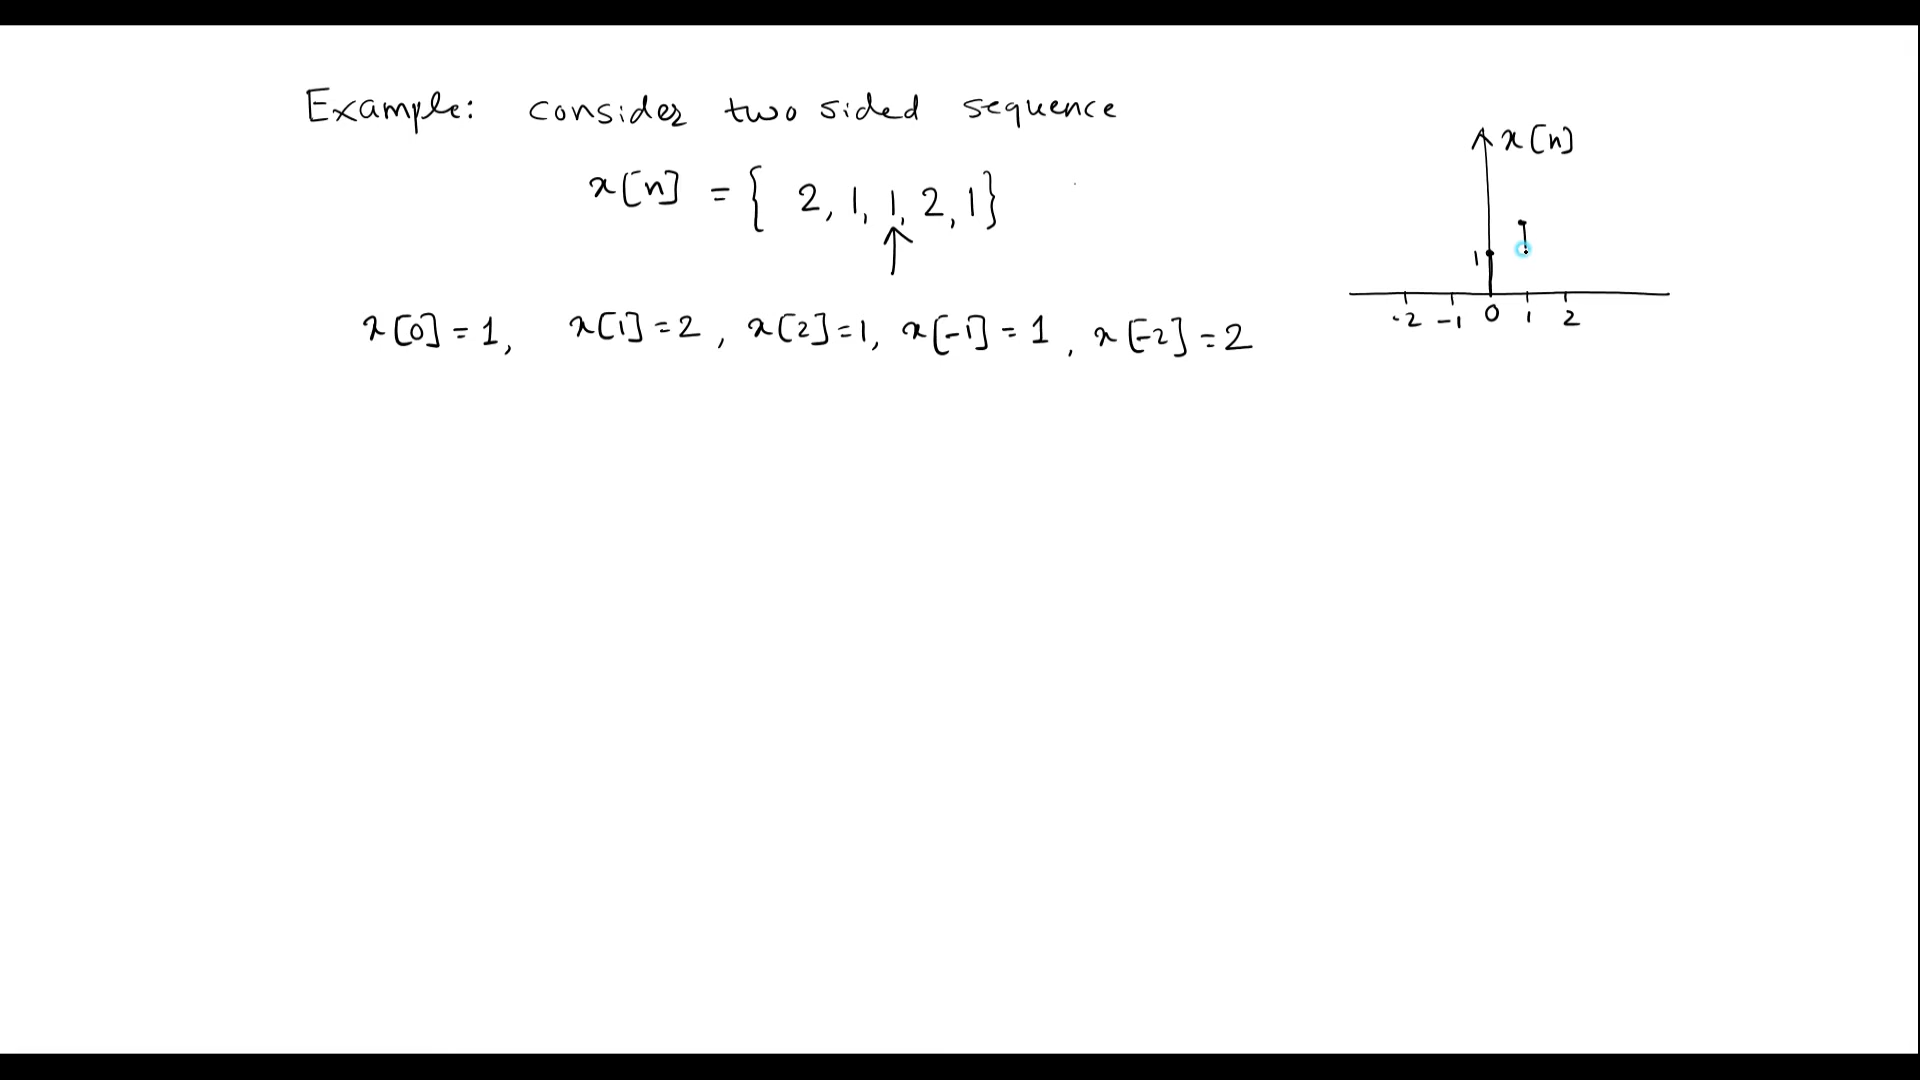 Example: consider two sided sequence
x[n] = { 2, 1, 1, 2, 1}
↑
x[0] = 1, x[1] = 2, x[2] = 1, x[-1] = 1, x[-2] = 2
x[n]
1
-2 -1 0 1 2